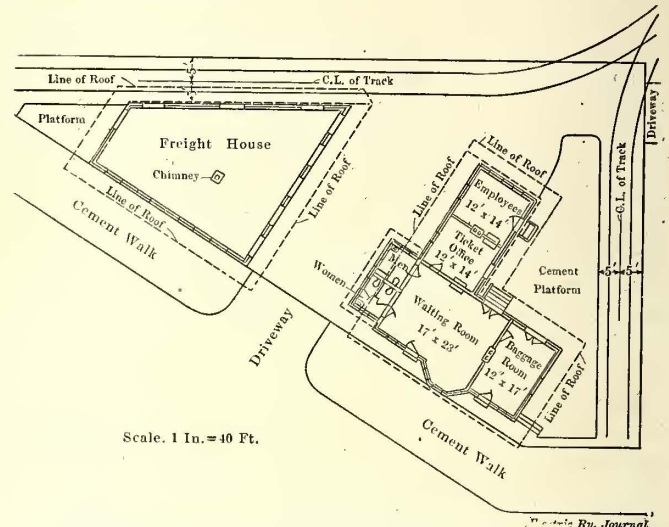 Line of Roof
5'
5'
C.L. of Track
Driveway
Platform
Freight House
Chimney
Line of Roof
Line of Roof
Cement Walk
Line of Roof
Line of Roof
Employees
12' x 14'
Ticket
Office
12' x 14'
Men
Women
Waiting Room
17' x 23'
Baggage
Room
12' x 17'
Cement
Platform
C.L. of Track
5'
5'
Line of Roof
Driveway
Cement Walk
Scale. 1 In.=40 Ft.
Ry. Journal